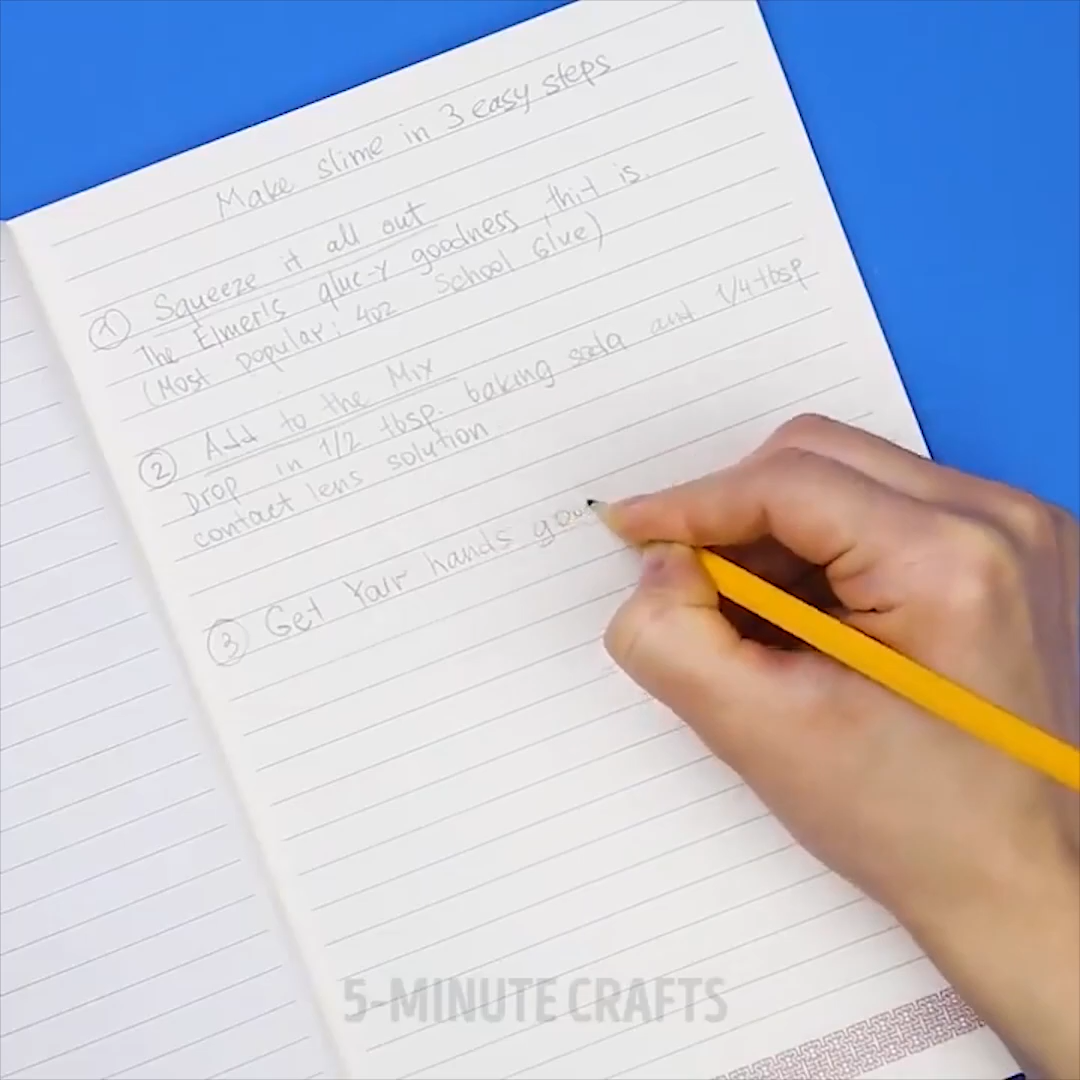 Make slime in 3 easy steps
① Squeeze it all out
The Elmer's glue-Y goodness, thit is.
(Most popular: 4oz School Glue)
② Add to the Mix
Drop in 1/2 tbsp. baking soda and 1/4 tbsp
contact lens solution
③ Get Your hands
5-MINUTE CRAFTS